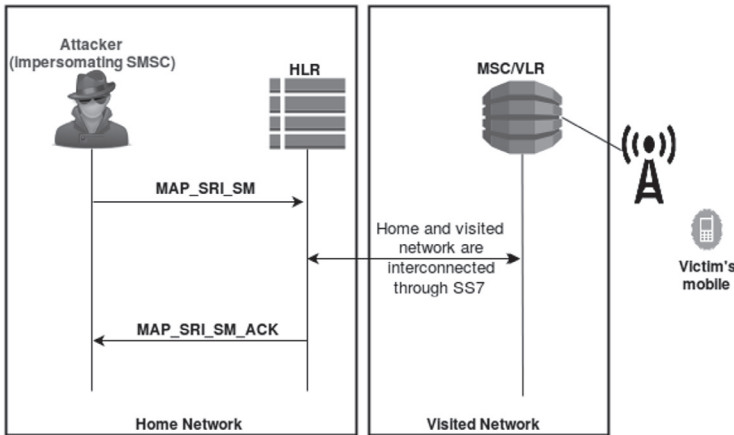 Attacker
(impersomating SMSC)
HLR
MSC/VLR
MAP_SRI_SM
Home and visited
network are
interconnected
through SS7
Victim's
mobile
MAP_SRI_SM_ACK
Home Network
Visited Network